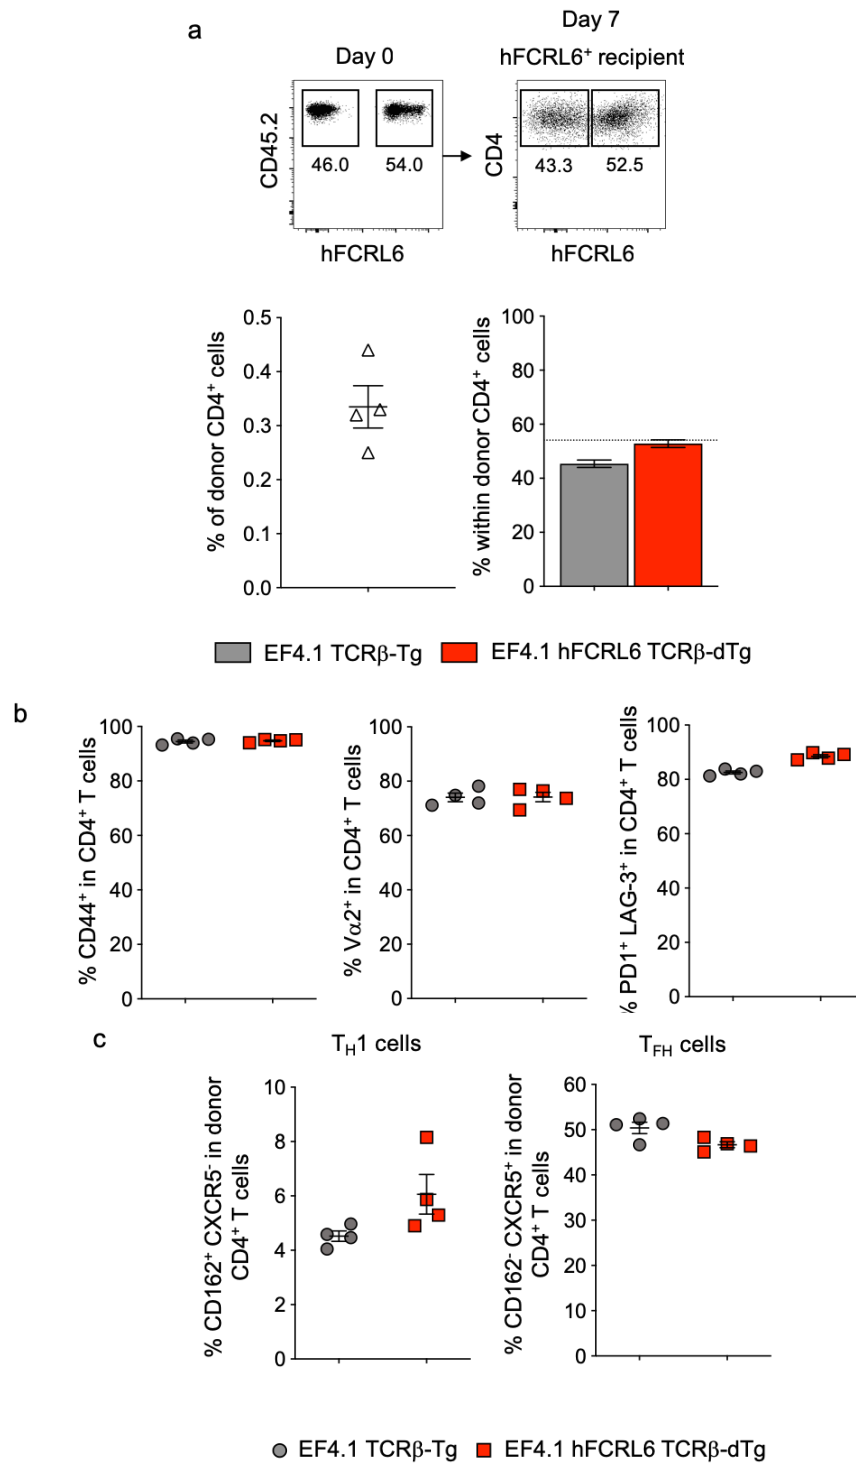 a
Day 7
Day 0
hFCRL6⁺ recipient
CD45.2
46.0
54.0
hFCRL6
CD4
43.3
52.5
hFCRL6
% of donor CD4⁺ cells
0.5
0.4
0.3
0.2
0.1
0.0
% within donor CD4⁺ cells
100
80
60
40
20
0
EF4.1 TCRβ-Tg
EF4.1 hFCRL6 TCRβ-dTg
b
% CD44⁺ in CD4⁺ T cells
100
80
60
40
20
0
% Vα2⁺ in CD4⁺ T cells
100
80
60
40
20
0
% PD1⁺ LAG-3⁺ in CD4⁺ T cells
100
80
60
40
20
0
c
T_H1 cells
% CD162⁺ CXCR5⁻ in donor
CD4⁺ T cells
10
8
6
4
2
0
T_FH cells
% CD162⁻ CXCR5⁺ in donor
CD4⁺ T cells
60
50
40
30
20
10
0
EF4.1 TCRβ-Tg
EF4.1 hFCRL6 TCRβ-dTg